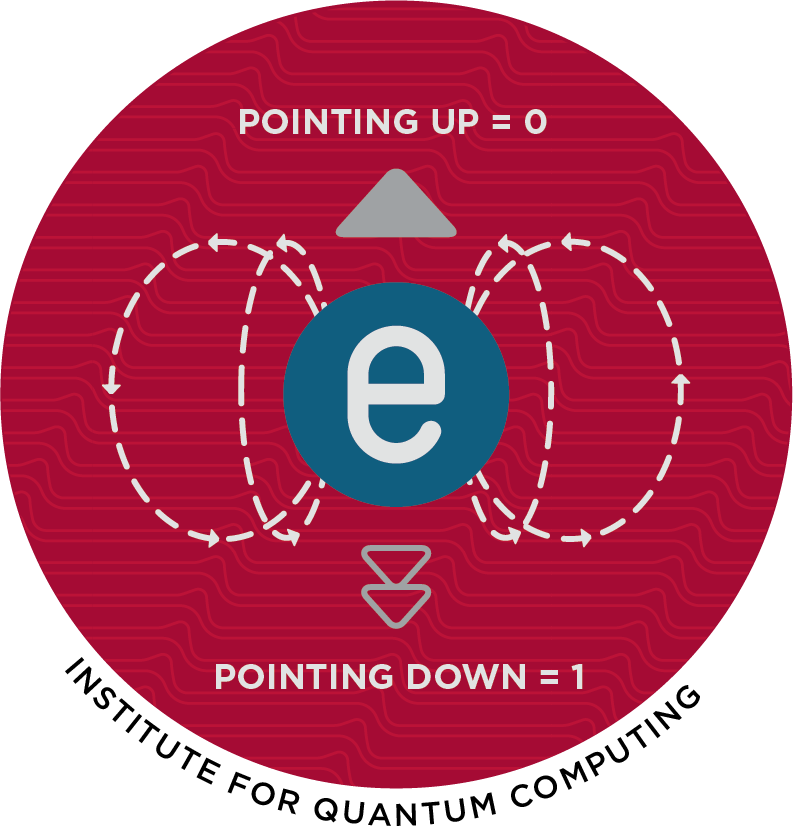 POINTING UP = 0
e
POINTING DOWN = 1
INSTITUTE FOR QUANTUM COMPUTING